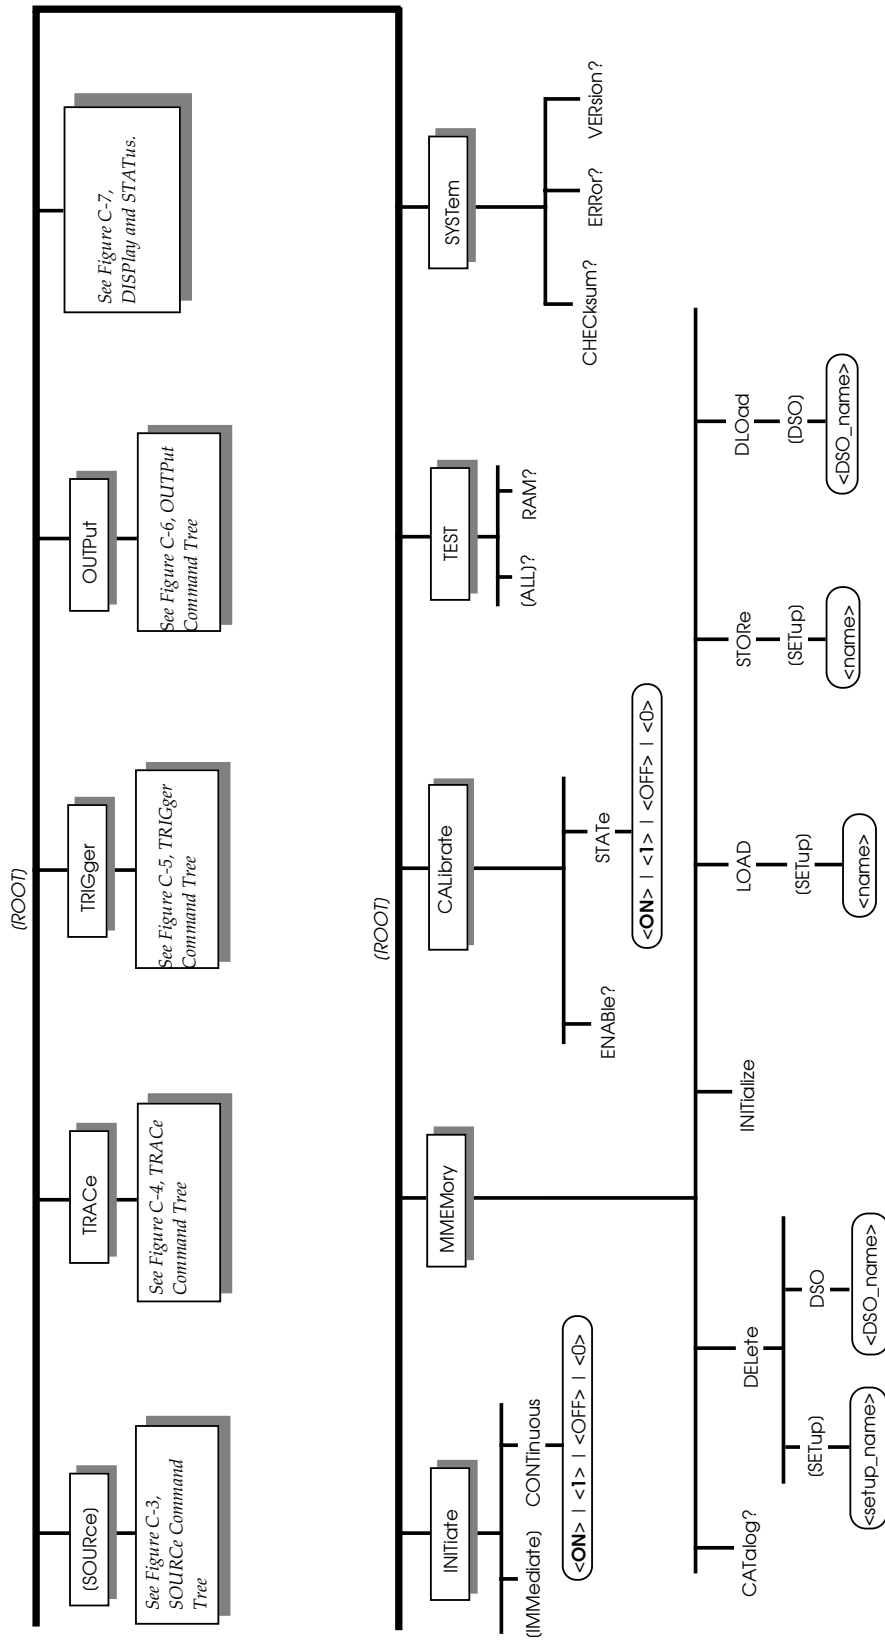 (ROOT)
(SOURce)
See Figure C-3,
SOURCe Command
Tree
TRACe
See Figure C-4, TRACe
Command Tree
TRIGger
See Figure C-5, TRIGger
Command Tree
OUTPut
See Figure C-6, OUTPut
Command Tree
See Figure C-7,
DISPlay and STATus.
(ROOT)
INITiate
(IMMediate)
CONTinuous
<ON> | <1> | <OFF> | <0>
MMEMory
CATalog?
DELete
(SETup)
<setup_name>
DSO
<DSO_name>
INITialize
LOAD
(SETup)
<name>
STORe
(SETup)
<name>
DLOad
(DSO)
<DSO_name>
CALibrate
ENABle?
STATe
<ON> | <1> | <OFF> | <0>
TEST
(ALL)?
RAM?
SYSTem
CHECksum?
ERRor?
VERsion?